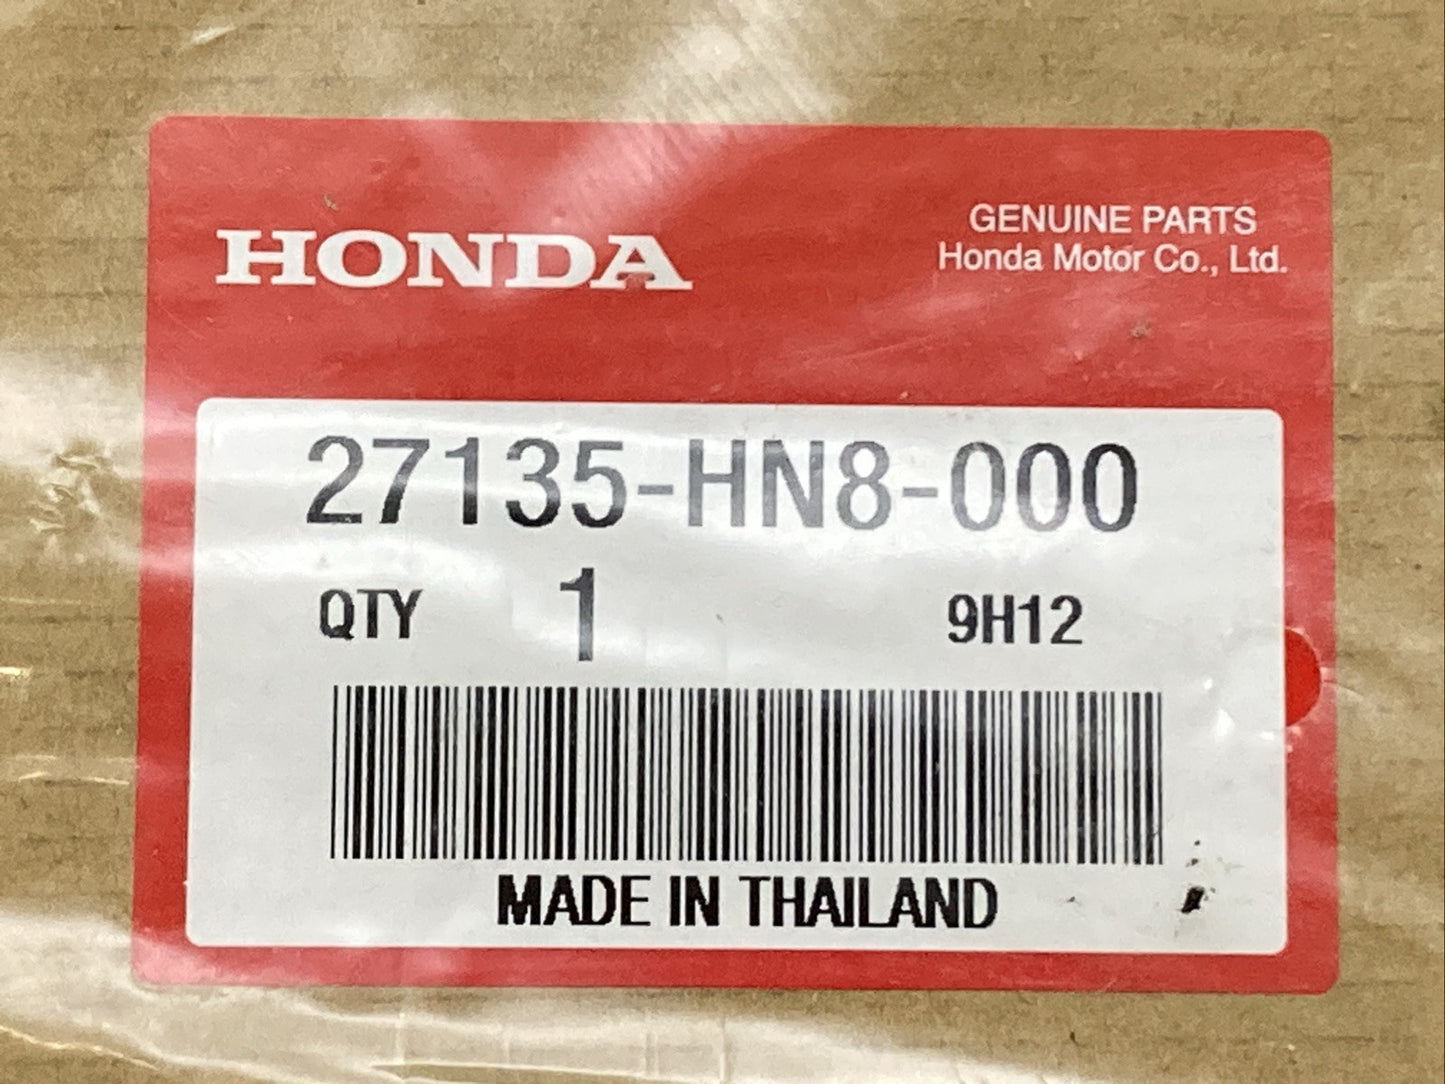 HONDA
GENUINE PARTS
Honda Motor Co., Ltd.
27135-HN8-000
QTY 1 9H12
MADE IN THAILAND